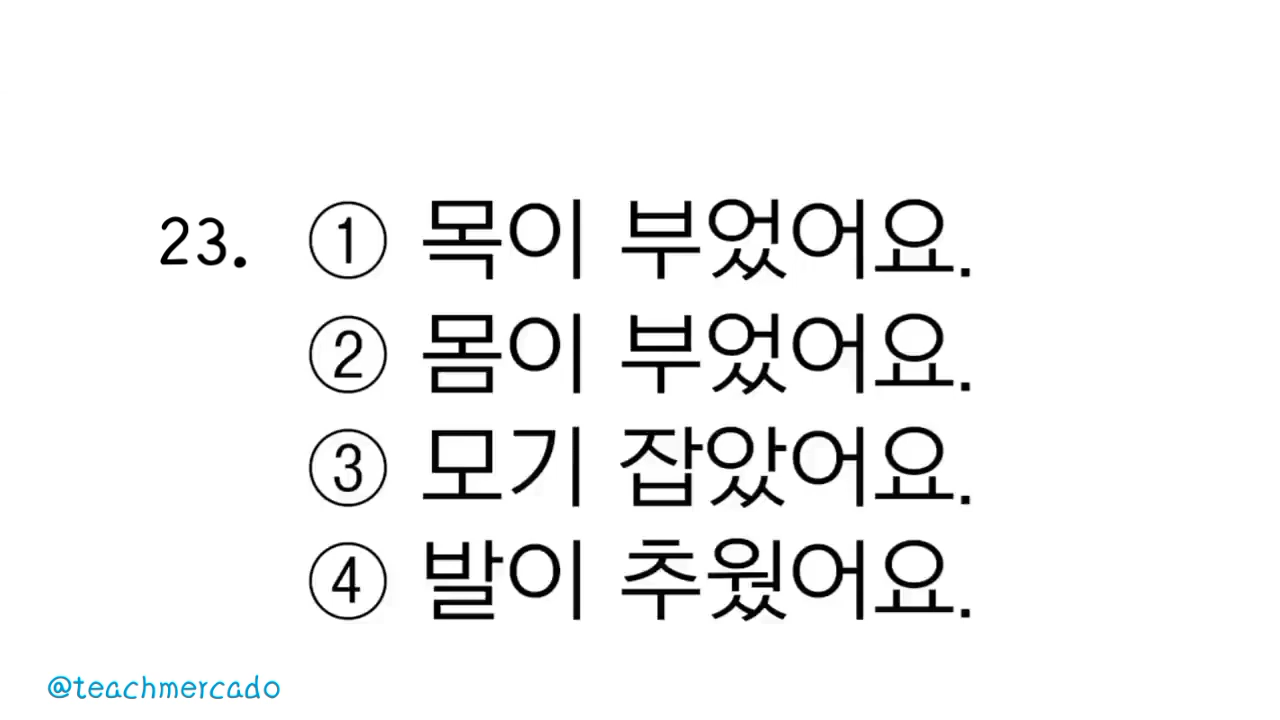 23. ① 목이 부었어요.
② 몸이 부었어요.
③ 모기 잡았어요.
④ 발이 추웠어요.
@teachmercado